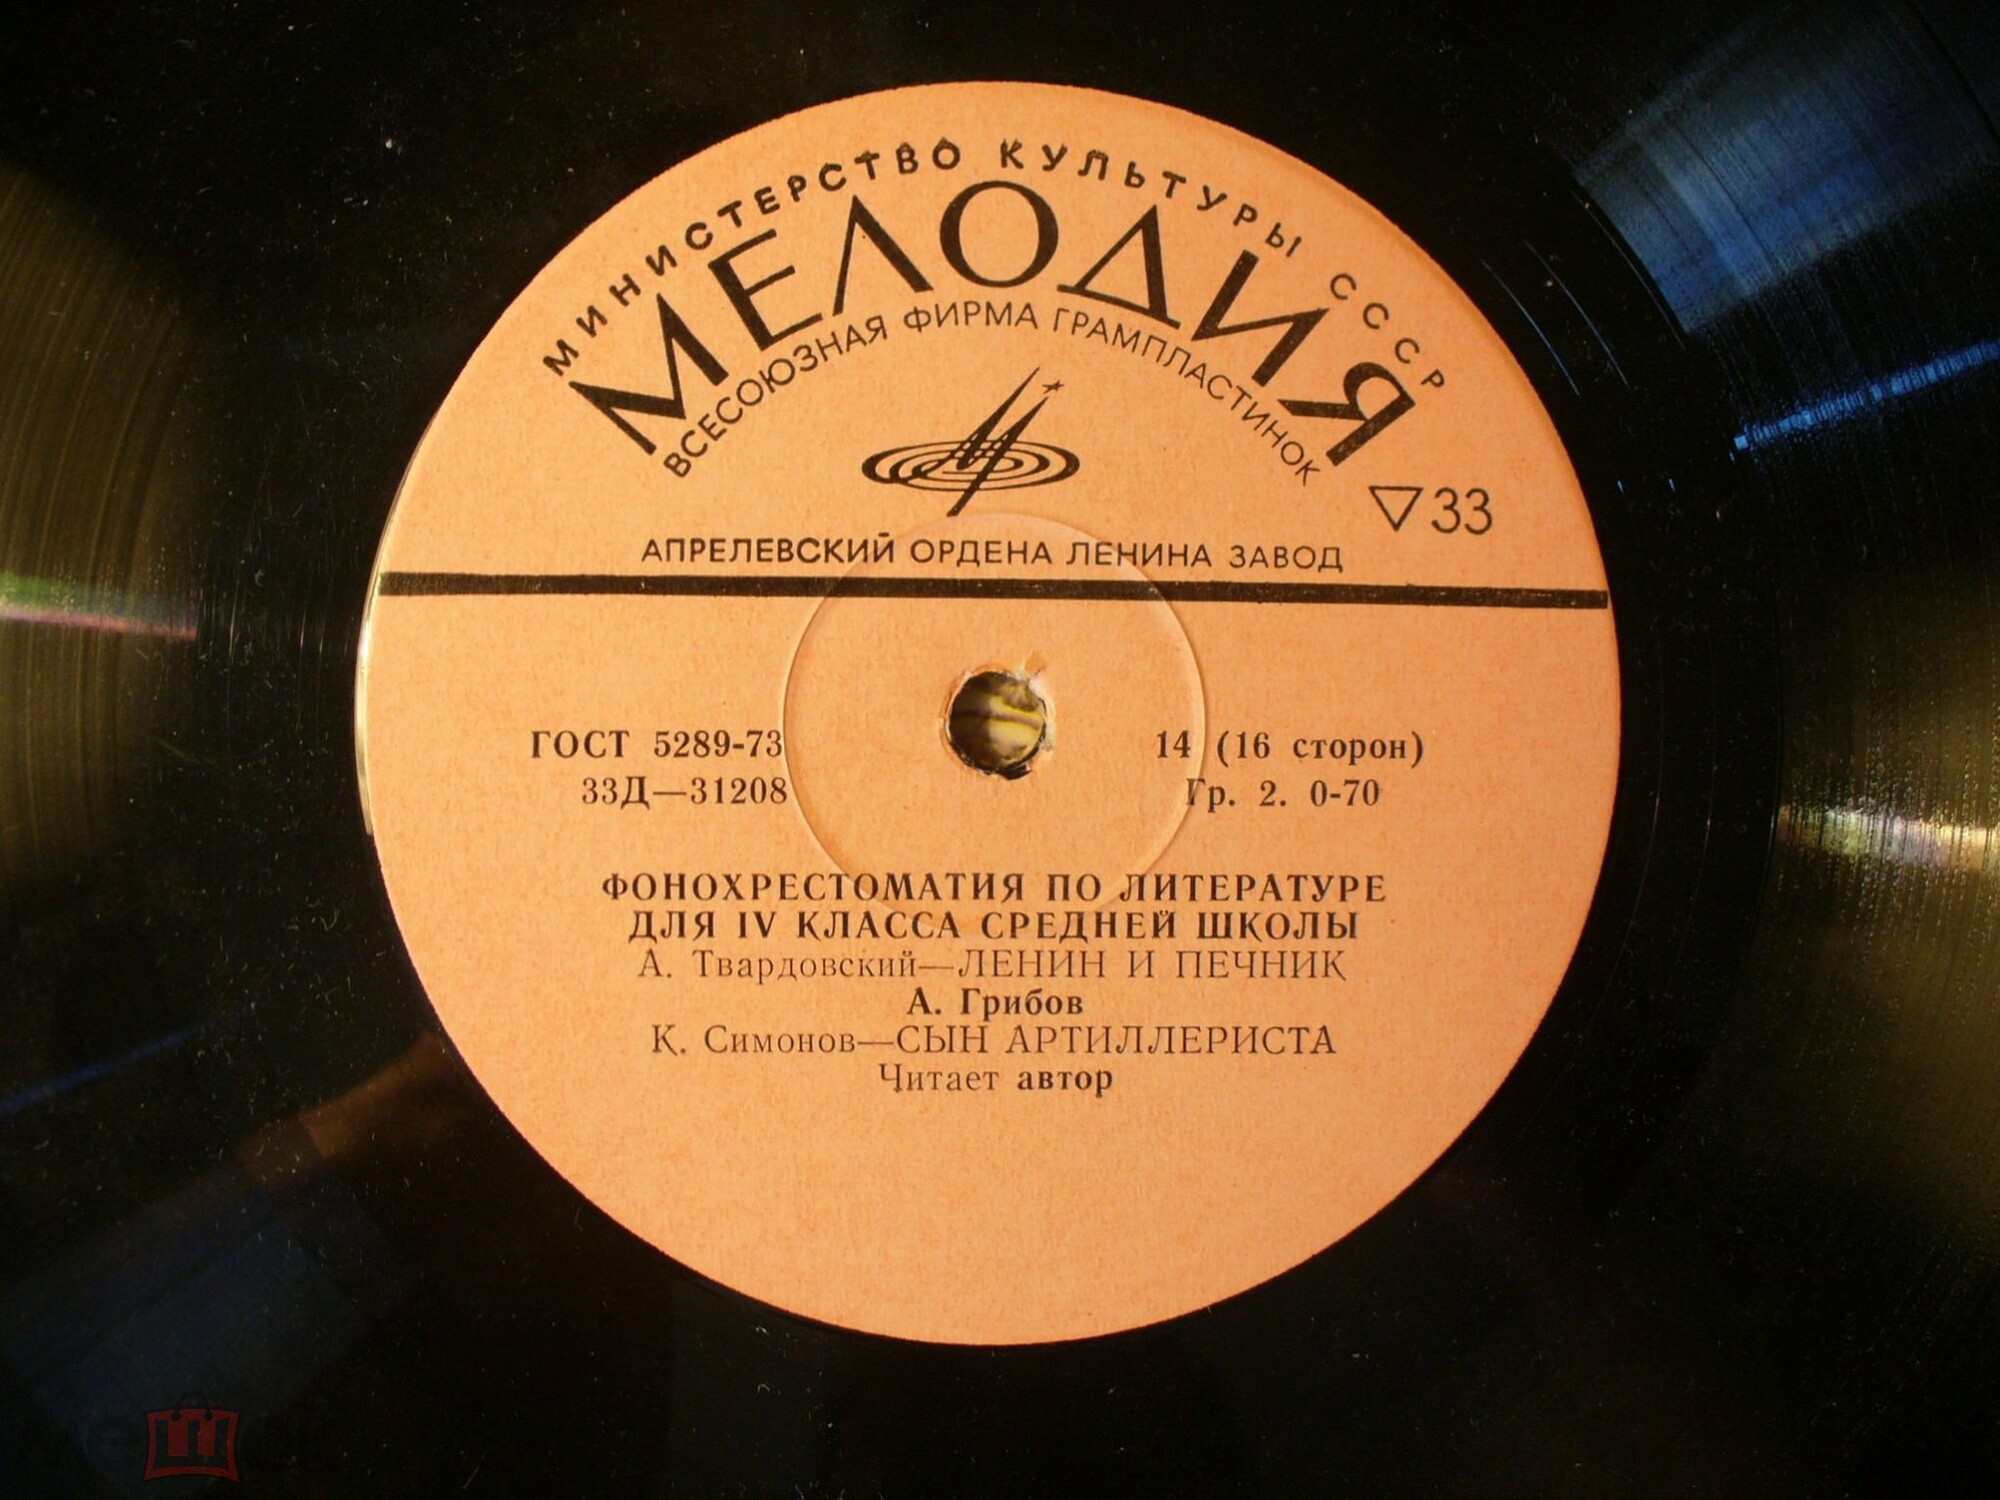 МИНИСТЕРСТВО КУЛЬТУРЫ СССР
МЕЛОДИЯ
ВСЕСОЮЗНАЯ ФИРМА ГРАМПЛАСТИНОК
▽33
АПРЕЛЕВСКИЙ ОРДЕНА ЛЕНИНА ЗАВОД
ГОСТ 5289-73
33Д—31208
14 (16 сторон)
Гр. 2. 0-70
ФОНОХРЕСТОМАТИЯ ПО ЛИТЕРАТУРЕ
ДЛЯ IV КЛАССА СРЕДНЕЙ ШКОЛЫ
А. Твардовский—ЛЕНИН И ПЕЧНИК
А. Грибов
К. Симонов—СЫН АРТИЛЛЕРИСТА
Читает автор